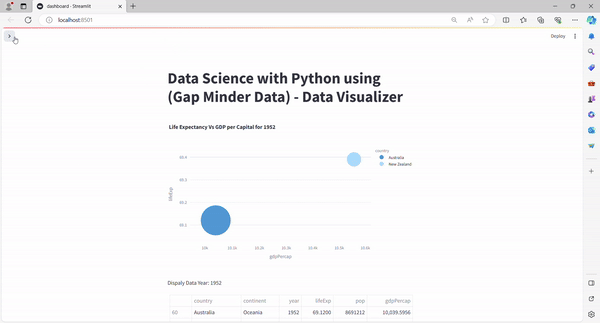 dashboard - Streamlit
localhost:8501
Deploy
Data Science with Python using
(Gap Minder Data) - Data Visualizer
Life Expectancy Vs GDP per Capital for 1952
country
Australia
New Zealand
69.4
69.3
69.2
69.1
lifeExp
10k 10.1k 10.2k 10.3k 10.4k 10.5k 10.6k
gdpPercap
Dispaly Data Year: 1952
country continent year lifeExp pop gdpPercap
60 Australia Oceania 1952 69.1200 8691212 10,039.5956